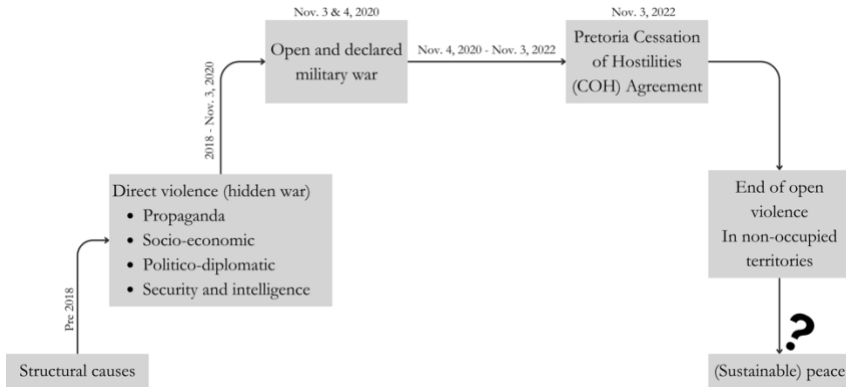 Nov. 3 & 4, 2020
Open and declared
military war
Nov. 4, 2020 - Nov. 3, 2022
Nov. 3, 2022
Pretoria Cessation
of Hostilities
(COH) Agreement
2018 - Nov. 3, 2020
Direct violence (hidden war)
• Propaganda
• Socio-economic
• Politico-diplomatic
• Security and intelligence
End of open
violence
In non-occupied
territories
Pre 2018
?
Structural causes
(Sustainable) peace